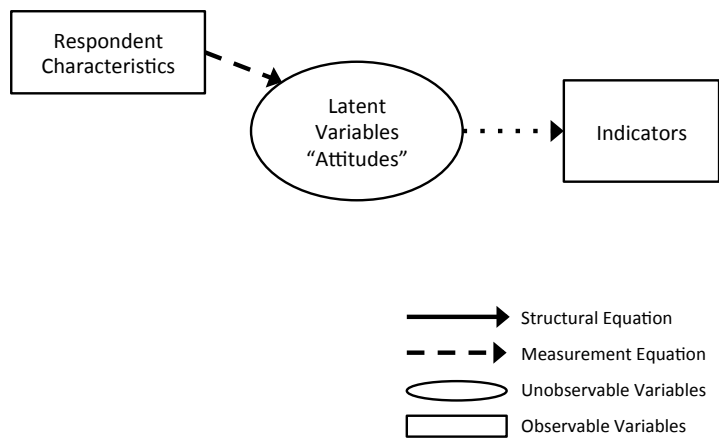 Respondent
Characteristics
Latent
Variables
“Attitudes”
Indicators
Structural Equation
Measurement Equation
Unobservable Variables
Observable Variables